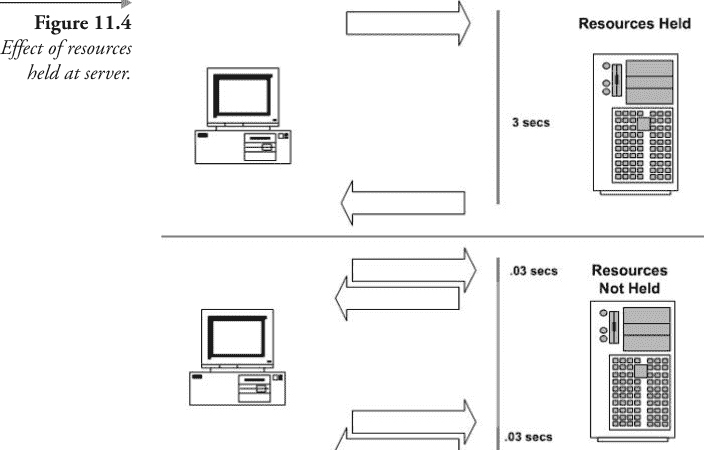 Figure 11.4
Effect of resources
held at server.
Resources Held
3 secs
.03 secs
Resources
Not Held
.03 secs